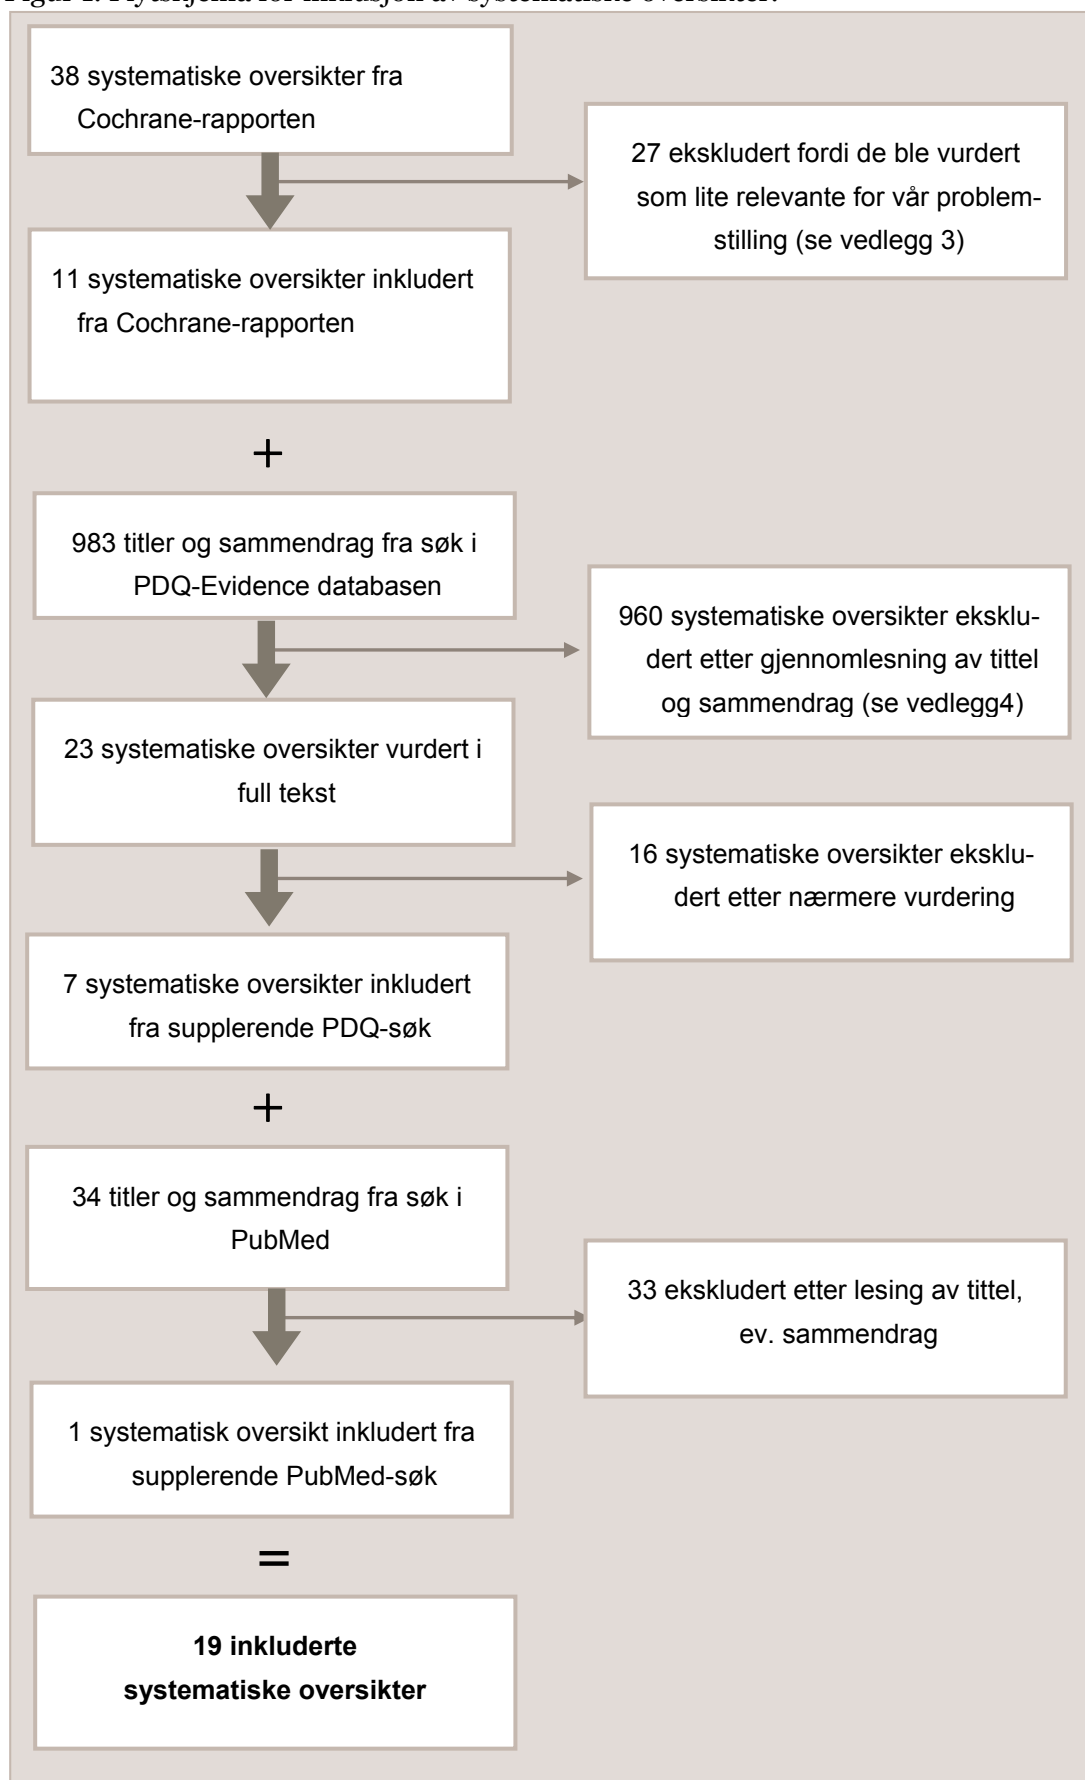 38 systematiske oversikter fra
Cochrane-rapporten
27 ekskludert fordi de ble vurdert
som lite relevante for vår problem-
stilling (se vedlegg 3)
11 systematiske oversikter inkludert
fra Cochrane-rapporten
+
983 titler og sammendrag fra søk i
PDQ-Evidence databasen
960 systematiske oversikter eksklu-
dert etter gjennomlesning av tittel
og sammendrag (se vedlegg4)
23 systematiske oversikter vurdert i
full tekst
16 systematiske oversikter eksklu-
dert etter nærmere vurdering
7 systematiske oversikter inkludert
fra supplerende PDQ-søk
+
34 titler og sammendrag fra søk i
PubMed
33 ekskludert etter lesing av tittel,
ev. sammendrag
1 systematisk oversikt inkludert fra
supplerende PubMed-søk
=
19 inkluderte
systematiske oversikter